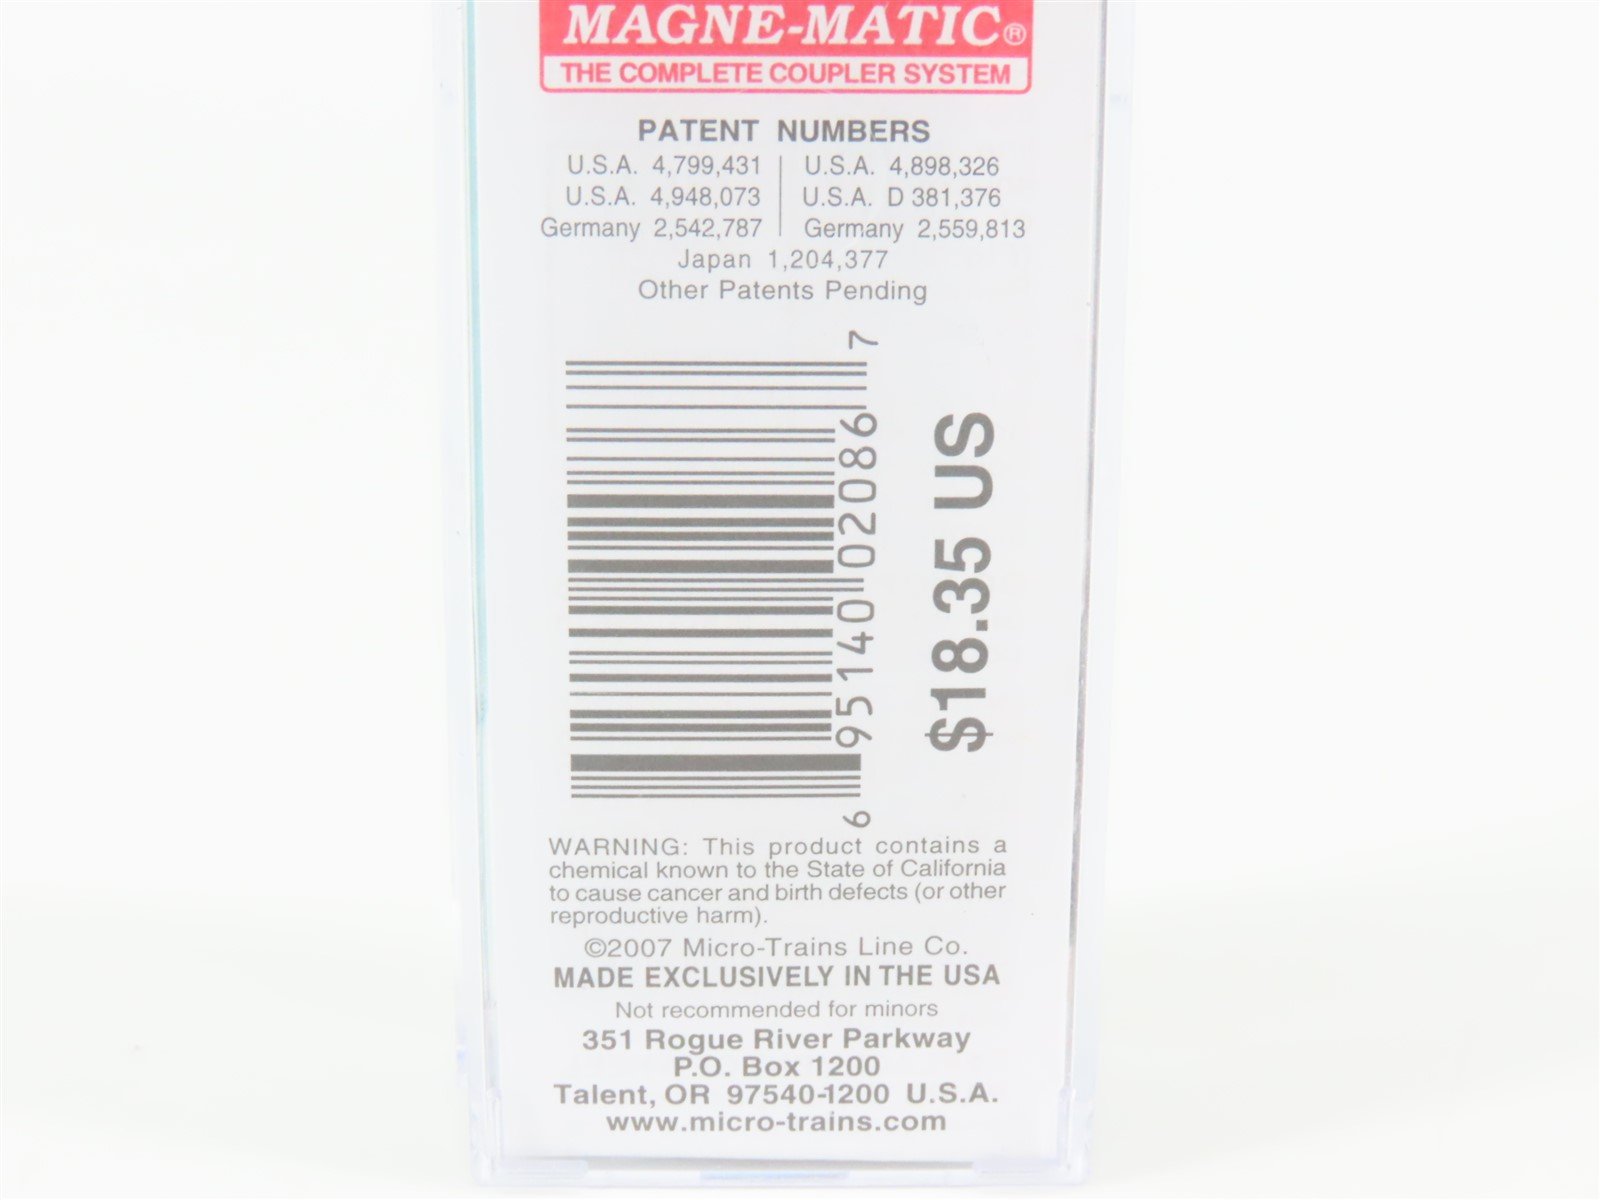 MAGNE-MATIC®
THE COMPLETE COUPLER SYSTEM
PATENT NUMBERS
U.S.A. 4,799,431 | U.S.A. 4,898,326
U.S.A. 4,948,073 | U.S.A. D 381,376
Germany 2,542,787 | Germany 2,559,813
Japan 1,204,377
Other Patents Pending
6 95140 02086 7
$18.35 US
WARNING: This product contains a
chemical known to the State of California
to cause cancer and birth defects (or other
reproductive harm).
©2007 Micro-Trains Line Co.
MADE EXCLUSIVELY IN THE USA
Not recommended for minors
351 Rogue River Parkway
P.O. Box 1200
Talent, OR 97540-1200 U.S.A.
www.micro-trains.com